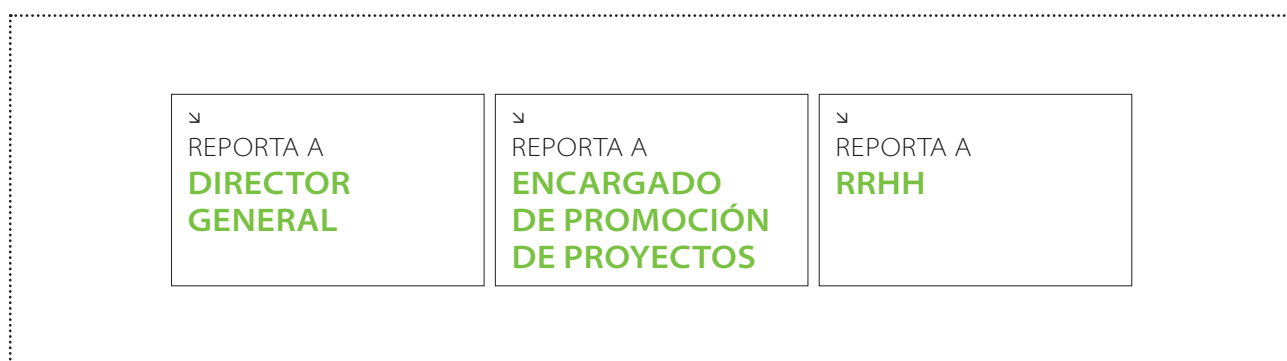 REPORTA A
DIRECTOR
GENERAL
REPORTA A
ENCARGADO
DE PROMOCIÓN
DE PROYECTOS
REPORTA A
RRHH